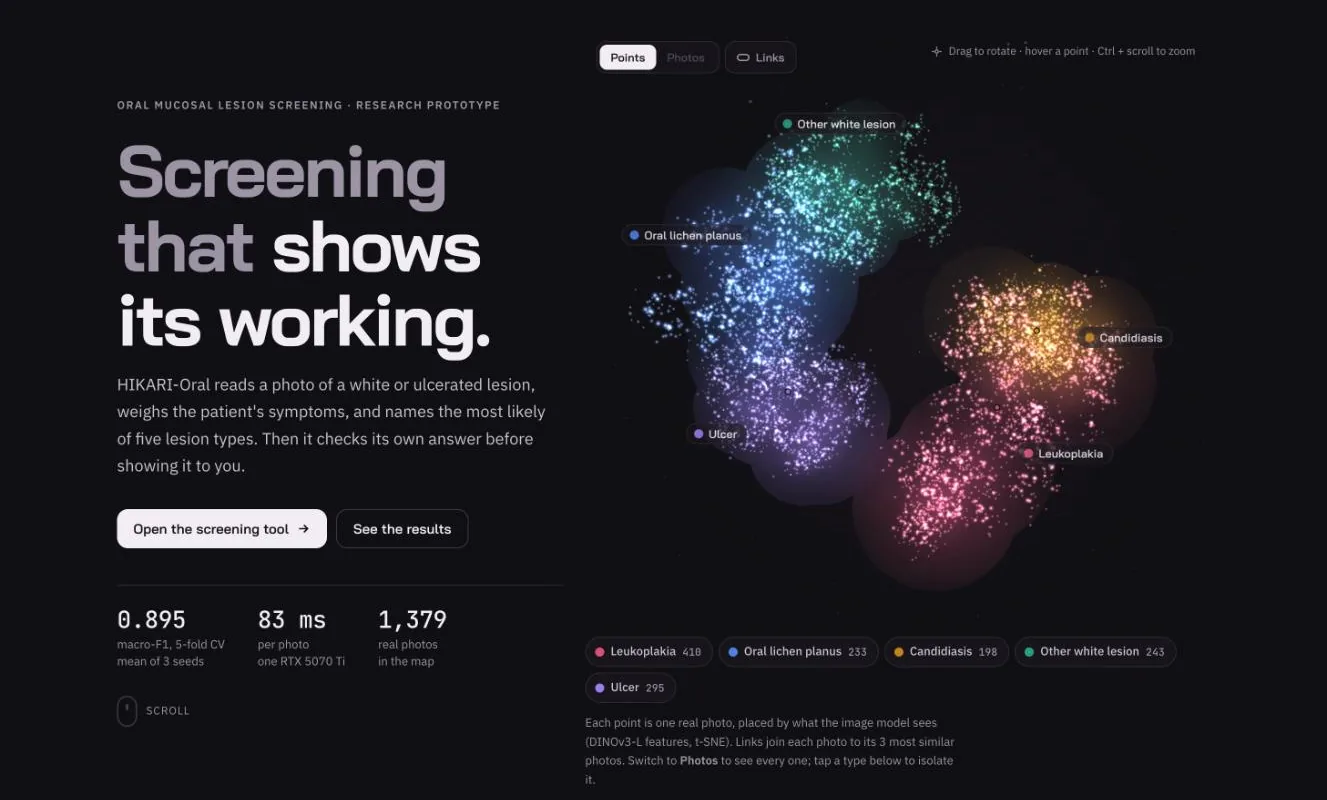 Points
Photos
Links
Drag to rotate · hover a point · Ctrl + scroll to zoom
ORAL MUCOSAL LESION SCREENING · RESEARCH PROTOTYPE
Screening
that shows
its working.
HIKARI-Oral reads a photo of a white or ulcerated lesion,
weighs the patient's symptoms, and names the most likely
of five lesion types. Then it checks its own answer before
showing it to you.
Open the screening tool →
See the results
0.895
macro-F1, 5-fold CV
mean of 3 seeds
83 ms
per photo
one RTX 5070 Ti
1,379
real photos
in the map
SCROLL
Other white lesion
Oral lichen planus
Candidiasis
Ulcer
Leukoplakia
Leukoplakia 410
Oral lichen planus 233
Candidiasis 198
Other white lesion 243
Ulcer 295
Each point is one real photo, placed by what the image model sees
(DINOv3-L features, t-SNE). Links join each photo to its 3 most similar
photos. Switch to Photos to see every one; tap a type below to isolate
it.